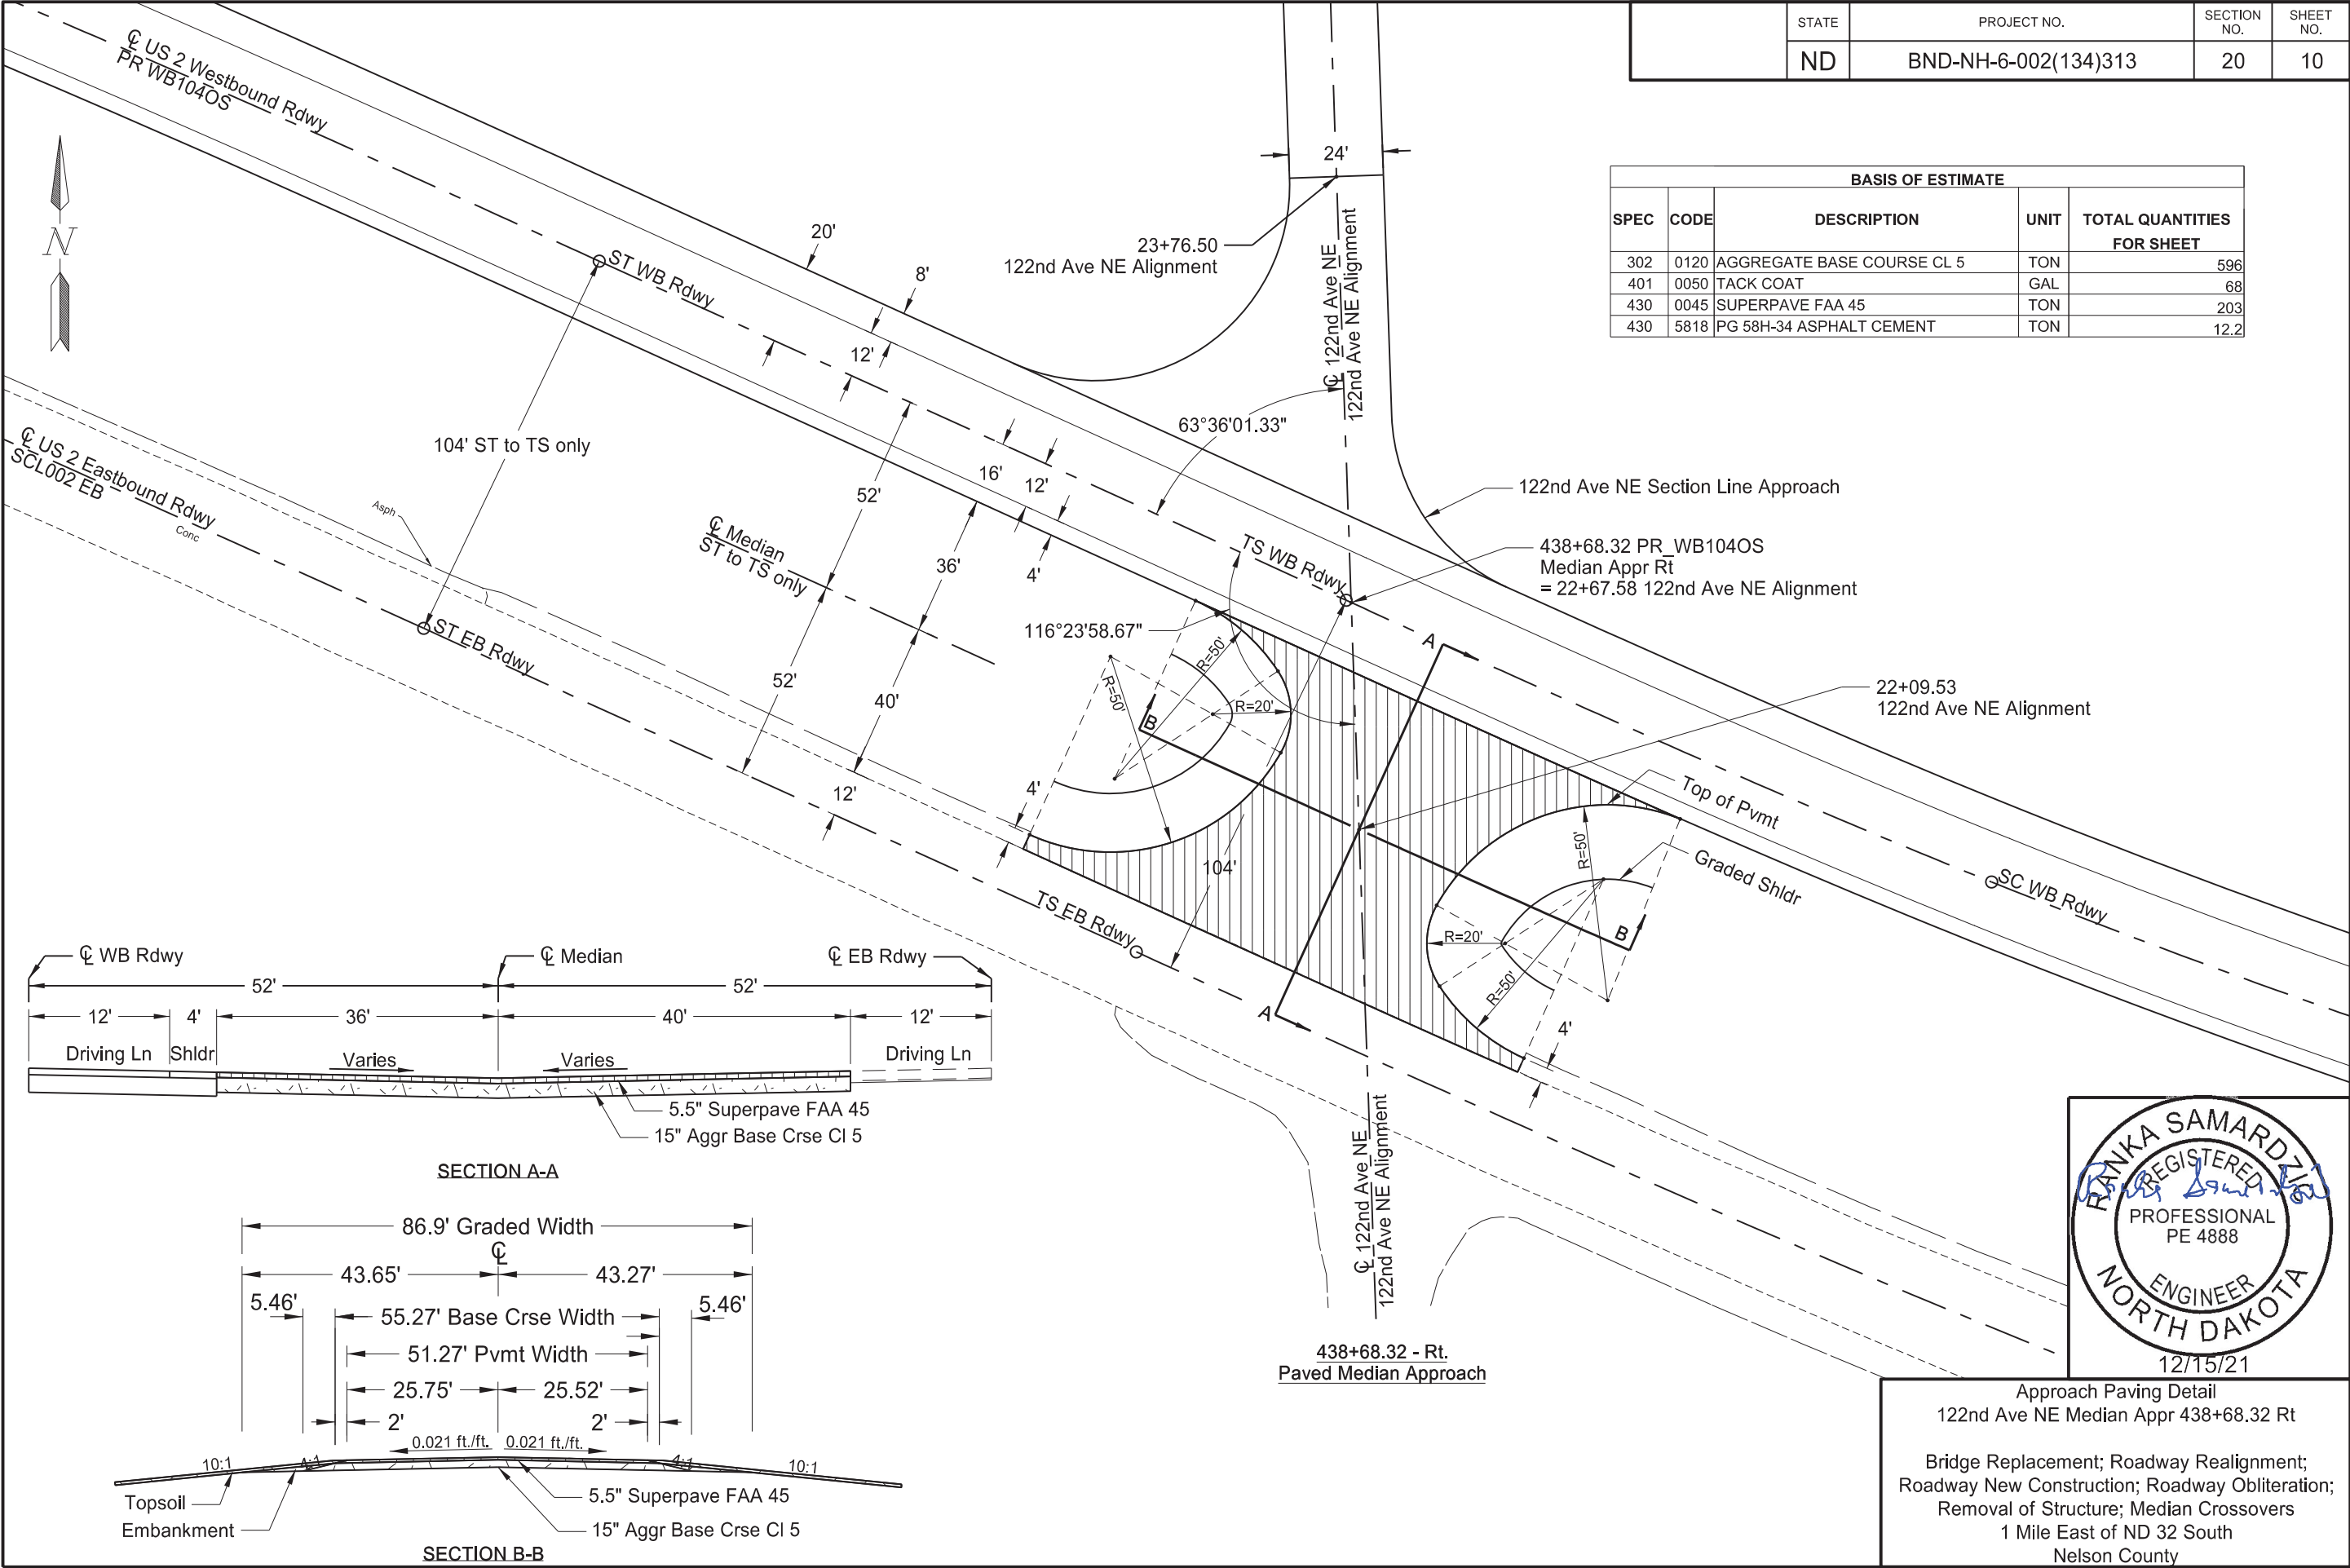 STATE
PROJECT NO.
SECTION NO.
SHEET NO.
ND
BND-NH-6-002(134)313
20
10
BASIS OF ESTIMATE
SPEC CODE DESCRIPTION UNIT TOTAL QUANTITIES FOR SHEET
302 0120 AGGREGATE BASE COURSE CL 5 TON 596
401 0050 TACK COAT GAL 68
430 0045 SUPERPAVE FAA 45 TON 203
430 5818 PG 58H-34 ASPHALT CEMENT TON 12.2
℄ US 2 Westbound Rdwy
PR WB104OS
N
ST WB Rdwy
20'
8'
12'
24'
23+76.50
122nd Ave NE Alignment
℄ 122nd Ave NE
122nd Ave NE Alignment
63°36'01.33"
122nd Ave NE Section Line Approach
438+68.32 PR_WB104OS
Median Appr Rt
= 22+67.58 122nd Ave NE Alignment
104' ST to TS only
℄ US 2 Eastbound Rdwy
SCL002 EB
Conc
Asph
ST EB Rdwy
℄ Median
ST to TS only
52'
16'
12'
36'
4'
52'
40'
12'
TS WB Rdwy
116°23'58.67"
R=50'
R=50'
R=20'
B
A
22+09.53
122nd Ave NE Alignment
4'
104'
TS EB Rdwy
Top of Pvmt
Graded Shldr
R=50'
R=20'
R=50'
B
4'
A
SC WB Rdwy
℄ 122nd Ave NE
122nd Ave NE Alignment
438+68.32 - Rt.
Paved Median Approach
℄ WB Rdwy
℄ Median
℄ EB Rdwy
52'
52'
12'
4'
36'
40'
12'
Driving Ln
Shldr
Varies
Varies
Driving Ln
5.5" Superpave FAA 45
15" Aggr Base Crse Cl 5
SECTION A-A
86.9' Graded Width
℄
43.65'
43.27'
5.46'
55.27' Base Crse Width
5.46'
51.27' Pvmt Width
25.75'
25.52'
2'
2'
0.021 ft./ft.
0.021 ft./ft.
10:1
4:1
4:1
10:1
Topsoil
Embankment
5.5" Superpave FAA 45
15" Aggr Base Crse Cl 5
SECTION B-B
RANKA SAMARDZIC
REGISTERED
PROFESSIONAL
PE 4888
ENGINEER
NORTH DAKOTA
12/15/21
Approach Paving Detail
122nd Ave NE Median Appr 438+68.32 Rt
Bridge Replacement; Roadway Realignment;
Roadway New Construction; Roadway Obliteration;
Removal of Structure; Median Crossovers
1 Mile East of ND 32 South
Nelson County